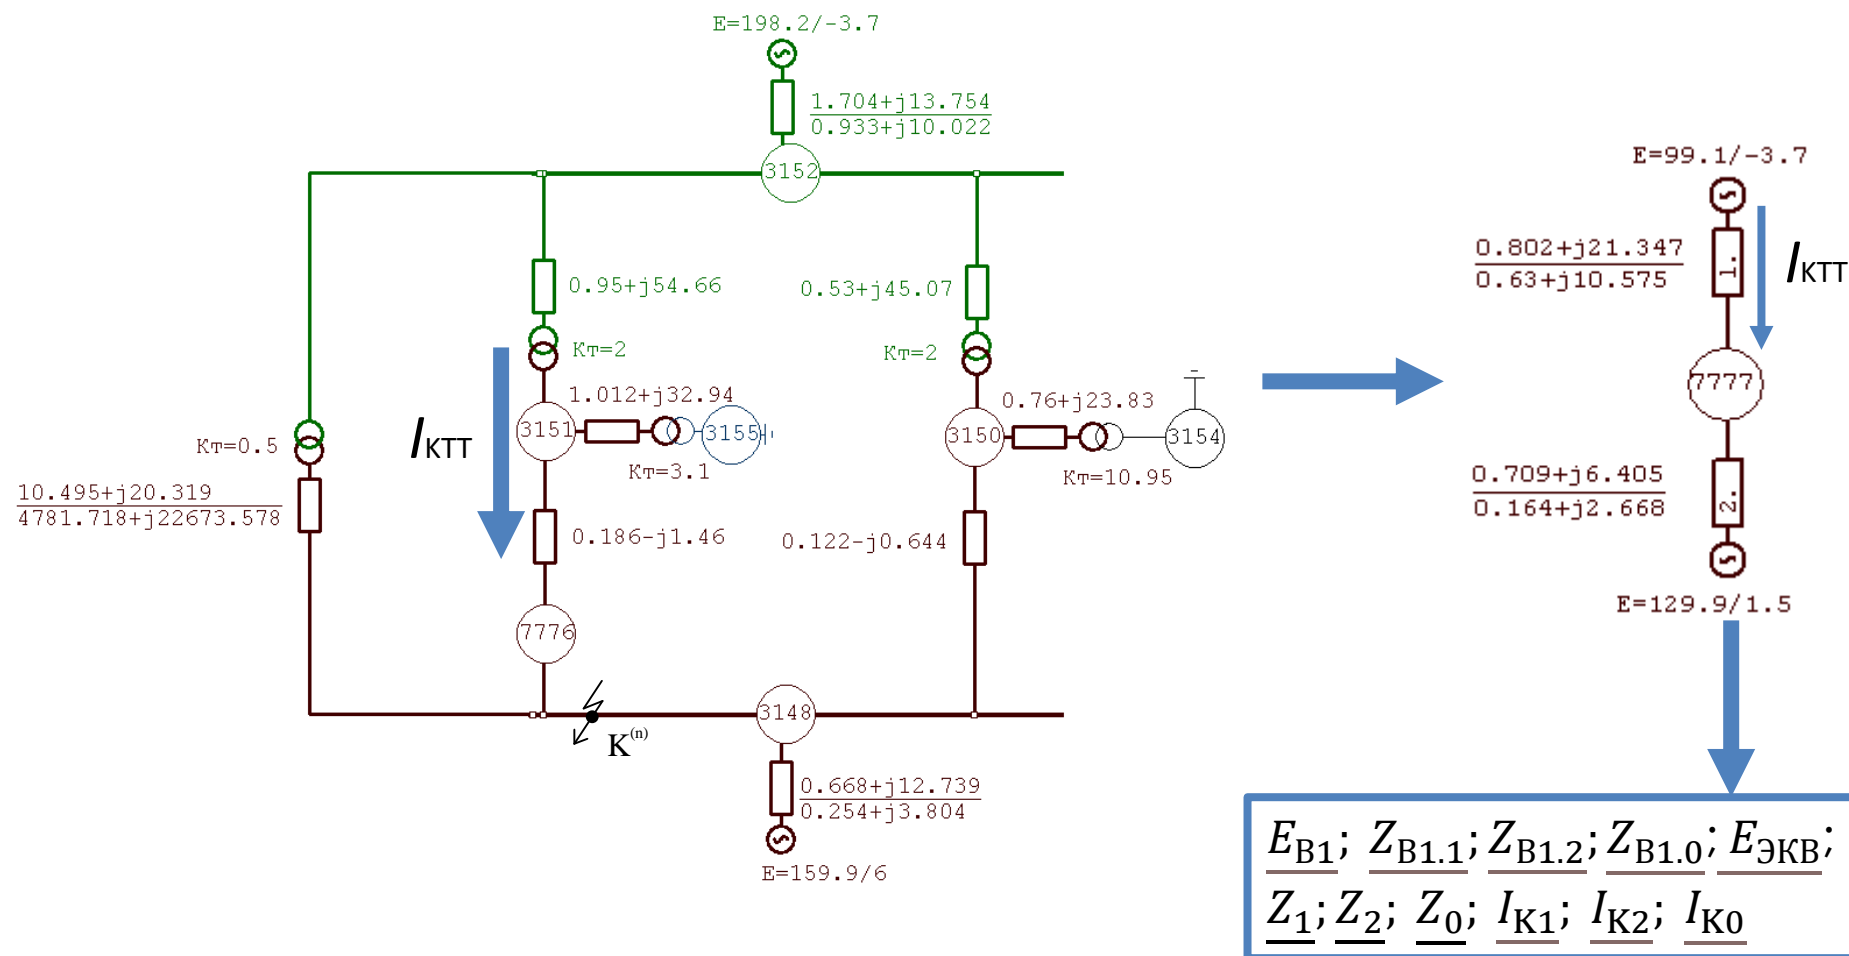 E=198.2/-3.7
1.704+j13.754
0.933+j10.022
3152
0.95+j54.66
0.53+j45.07
Кт=2
Кт=2
1.012+j32.94
0.76+j23.83
3151
3155
3150
3154
Кт=0.5
IКТТ
Кт=3.1
Кт=10.95
10.495+j20.319
4781.718+j22673.578
0.186-j1.46
0.122-j0.644
7776
3148
К(n)
0.668+j12.739
0.254+j3.804
E=159.9/6
E=99.1/-3.7
0.802+j21.347
0.63+j10.575
1.
IКТТ
7777
0.709+j6.405
0.164+j2.668
2.
E=129.9/1.5
EВ1; ZВ1.1; ZВ1.2; ZВ1.0; EЭКВ;
Z1; Z2; Z0; IК1; IК2; IК0